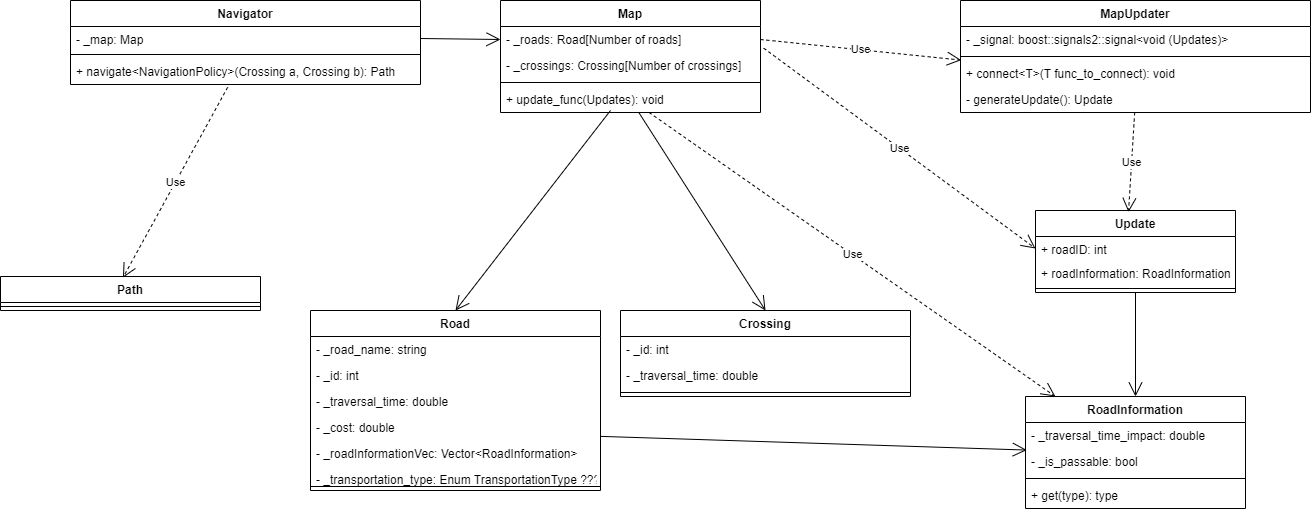 Navigator
- _map: Map
+ navigate<NavigationPolicy>(Crossing a, Crossing b): Path
Map
- _roads: Road[Number of roads]
- _crossings: Crossing[Number of crossings]
+ update_func(Updates): void
MapUpdater
- _signal: boost::signals2::signal<void (Updates)>
+ connect<T>(T func_to_connect): void
- generateUpdate(): Update
Use
Use
Use
Use
Use
Update
+ roadID: int
+ roadInformation: RoadInformation
Path
Road
- _road_name: string
- _id: int
- _traversal_time: double
- _cost: double
- _roadInformationVec: Vector<RoadInformation>
- _transportation_type: Enum TransportationType ???
Crossing
- _id: int
- _traversal_time: double
RoadInformation
- _traversal_time_impact: double
- _is_passable: bool
+ get(type): type